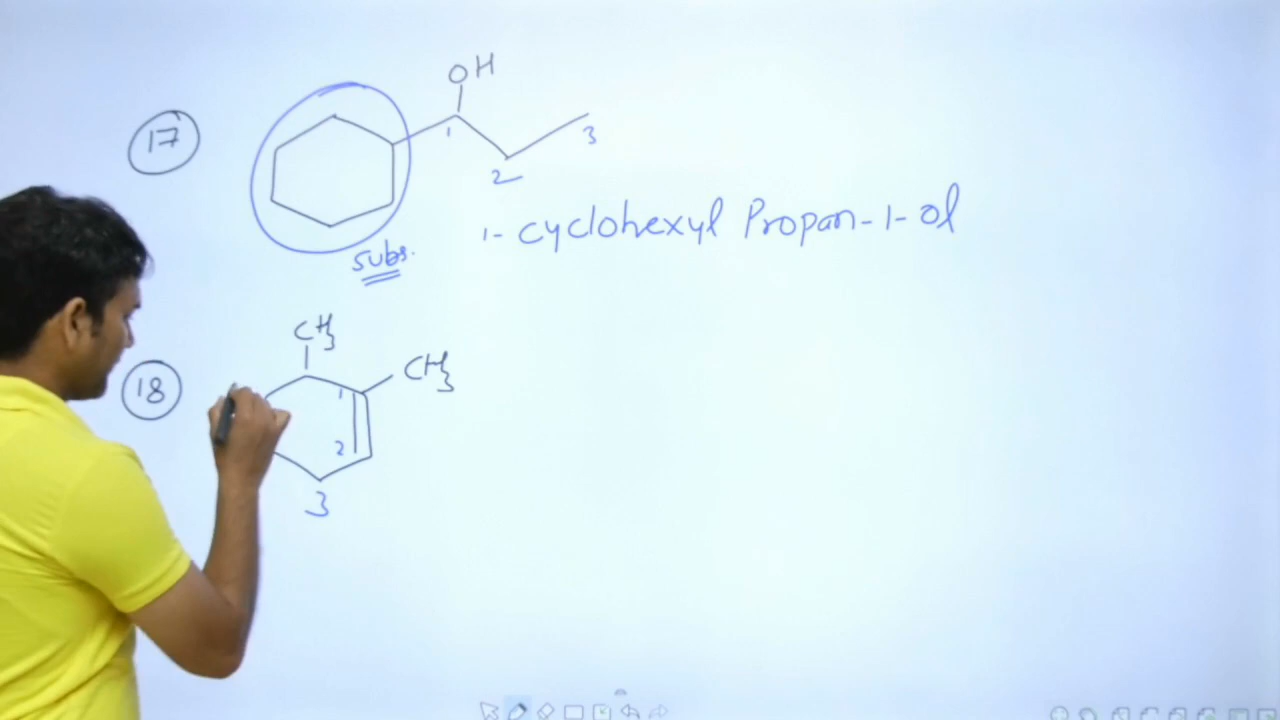 17
OH
1
2
3
Subs.
1- cyclohexyl Propan-1-ol
18
CH3
CH3
1
2
3